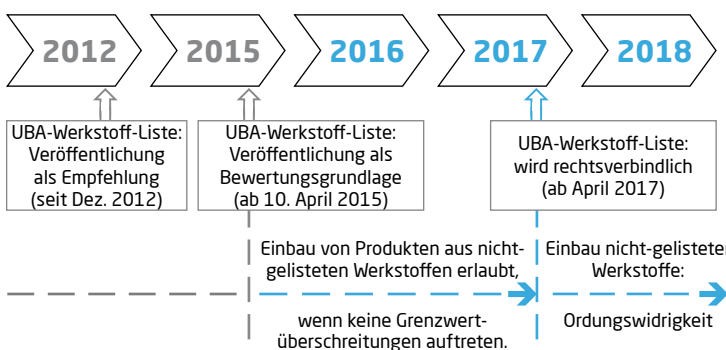 2012
2015
2016
2017
2018
UBA-Werkstoff-Liste:
Veröffentlichung
als Empfehlung
(seit Dez. 2012)
UBA-Werkstoff-Liste:
Veröffentlichung als
Bewertungsgrundlage
(ab 10. April 2015)
UBA-Werkstoff-Liste:
wird rechtsverbindlich
(ab April 2017)
Einbau von Produkten aus nicht-
gelisteten Werkstoffen erlaubt,
wenn keine Grenzwert-
überschreitungen auftreten.
Einbau nicht-gelisteter
Werkstoffe:
Ordungswidrigkeit